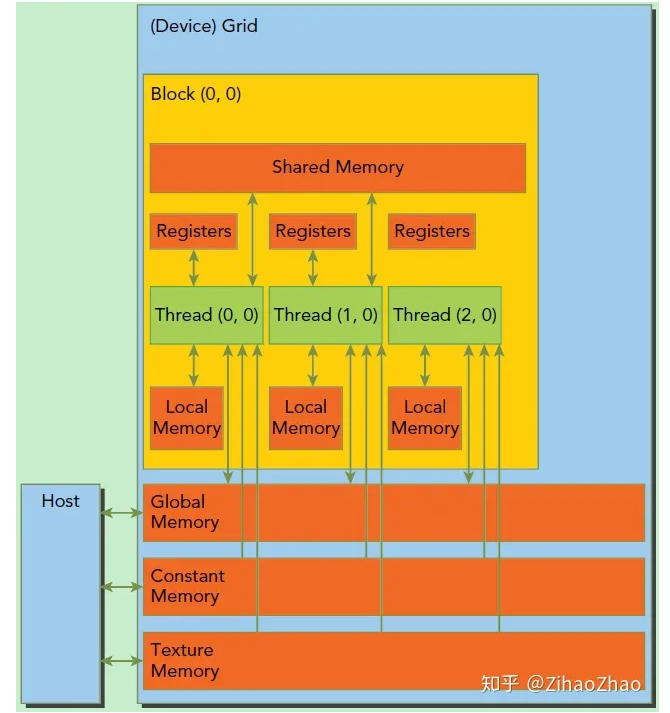 (Device) Grid
Block (0, 0)
Shared Memory
Registers Registers Registers
Thread (0, 0) Thread (1, 0) Thread (2, 0)
Local Local Local
Memory Memory Memory
Host
Global
Memory
Constant
Memory
Texture
Memory
知乎 @ZihaoZhao